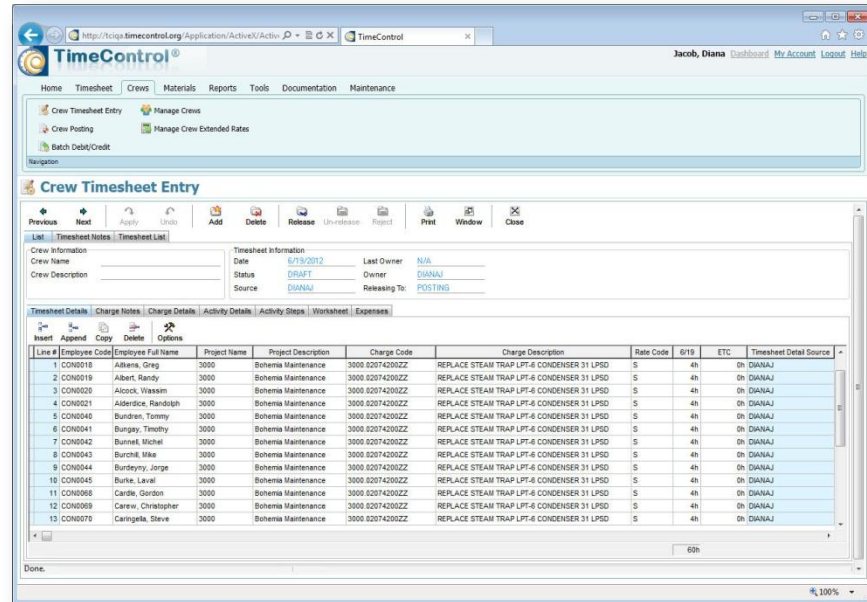 http://tciqa.timecontrol.org/Application/ActiveX/Activ TimeControl
TimeControl® Jacob, Diana Dashboard My Account Logout Help
Home Timesheet Crews Materials Reports Tools Documentation Maintenance
Crew Timesheet Entry Manage Crews
Crew Posting Manage Crew Extended Rates
Batch Debit/Credit
Navigation
Crew Timesheet Entry
Previous Next Apply Undo Add Delete Release Un-release Reject Print Window Close
List Timesheet Notes Timesheet List
Crew Information Timesheet Information
Crew Name Date 6/19/2012 Last Owner N/A
Crew Description Status DRAFT Owner DIANAJ
Source DIANAJ Releasing To: POSTING
Timesheet Details Charge Notes Charge Details Activity Details Activity Steps Worksheet Expenses
Insert Append Copy Delete Options
Line # Employee Code Employee Full Name Project Name Project Description Charge Code Charge Description Rate Code 6/19 ETC Timesheet Detail Source
1 CON0018 Aitkens, Greg 3000 Bohemia Maintenance 3000.02074200ZZ REPLACE STEAM TRAP LPT-6 CONDENSER 31 LPSD S 4h 0h DIANAJ
2 CON0019 Albert, Randy 3000 Bohemia Maintenance 3000.02074200ZZ REPLACE STEAM TRAP LPT-6 CONDENSER 31 LPSD S 4h 0h DIANAJ
3 CON0020 Alcock, Wassim 3000 Bohemia Maintenance 3000.02074200ZZ REPLACE STEAM TRAP LPT-6 CONDENSER 31 LPSD S 4h 0h DIANAJ
4 CON0021 Alderdice, Randolph 3000 Bohemia Maintenance 3000.02074200ZZ REPLACE STEAM TRAP LPT-6 CONDENSER 31 LPSD S 4h 0h DIANAJ
5 CON0040 Bundren, Tommy 3000 Bohemia Maintenance 3000.02074200ZZ REPLACE STEAM TRAP LPT-6 CONDENSER 31 LPSD S 4h 0h DIANAJ
6 CON0041 Bungay, Timothy 3000 Bohemia Maintenance 3000.02074200ZZ REPLACE STEAM TRAP LPT-6 CONDENSER 31 LPSD S 4h 0h DIANAJ
7 CON0042 Bunnell, Michel 3000 Bohemia Maintenance 3000.02074200ZZ REPLACE STEAM TRAP LPT-6 CONDENSER 31 LPSD S 4h 0h DIANAJ
8 CON0043 Burchill, Mike 3000 Bohemia Maintenance 3000.02074200ZZ REPLACE STEAM TRAP LPT-6 CONDENSER 31 LPSD S 4h 0h DIANAJ
9 CON0044 Burdeyny, Jorge 3000 Bohemia Maintenance 3000.02074200ZZ REPLACE STEAM TRAP LPT-6 CONDENSER 31 LPSD S 4h 0h DIANAJ
10 CON0045 Burke, Laval 3000 Bohemia Maintenance 3000.02074200ZZ REPLACE STEAM TRAP LPT-6 CONDENSER 31 LPSD S 4h 0h DIANAJ
11 CON0068 Cardle, Gordon 3000 Bohemia Maintenance 3000.02074200ZZ REPLACE STEAM TRAP LPT-6 CONDENSER 31 LPSD S 4h 0h DIANAJ
12 CON0069 Carew, Christopher 3000 Bohemia Maintenance 3000.02074200ZZ REPLACE STEAM TRAP LPT-6 CONDENSER 31 LPSD S 4h 0h DIANAJ
13 CON0070 Caringella, Steve 3000 Bohemia Maintenance 3000.02074200ZZ REPLACE STEAM TRAP LPT-6 CONDENSER 31 LPSD S 4h 0h DIANAJ
60h
Done.
100%